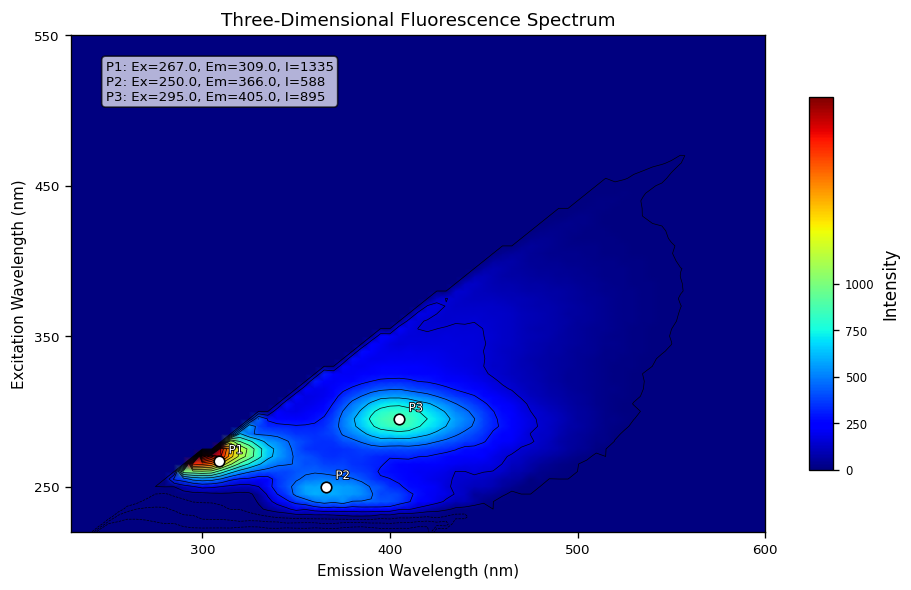 Three-Dimensional Fluorescence Spectrum
550
450
350
250
Excitation Wavelength (nm)
P1: Ex=267.0, Em=309.0, I=1335
P2: Ex=250.0, Em=366.0, I=588
P3: Ex=295.0, Em=405.0, I=895
P3
P1
P2
300
400
500
600
Emission Wavelength (nm)
1000
750
500
250
0
Intensity